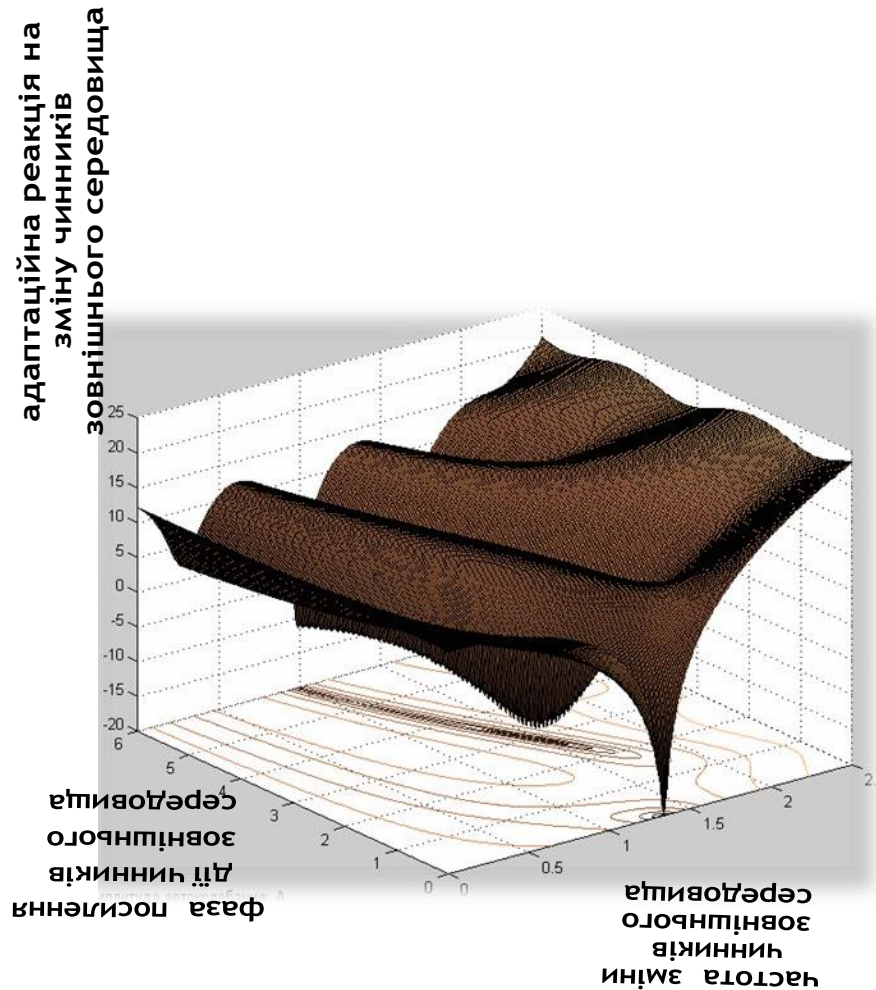 адаптаційна реакція на
зміну чинників
зовнішнього середовища
25
20
15
10
5
0
-5
-10
-15
-20
6
5
4
3
2
1
0
0
0.5
1
1.5
2
2.
фаза посилення
дії чинників
зовнішнього
середовища
частота зміни
чинників
зовнішнього
середовища